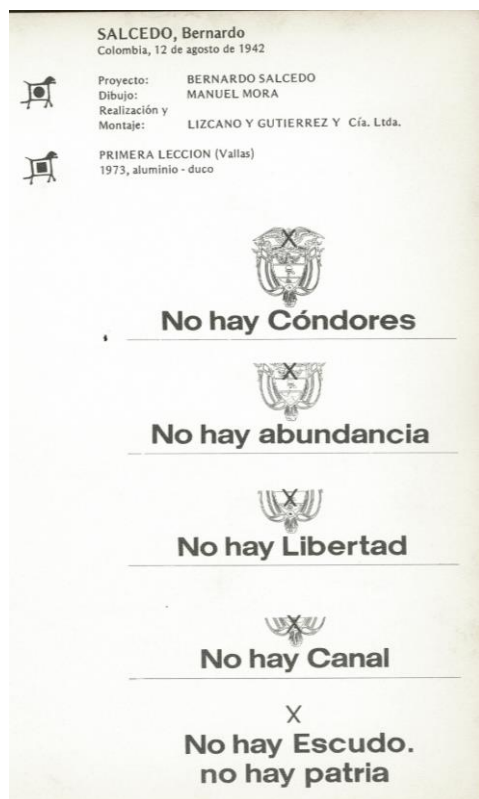 SALCEDO, Bernardo
Colombia, 12 de agosto de 1942
Proyecto: BERNARDO SALCEDO
Dibujo: MANUEL MORA
Realización y
Montaje: LIZCANO Y GUTIERREZ Y Cía. Ltda.
PRIMERA LECCION (Vallas)
1973, aluminio - duco
X
No hay Cóndores
X
No hay abundancia
X
No hay Libertad
X
No hay Canal
X
No hay Escudo.
no hay patria